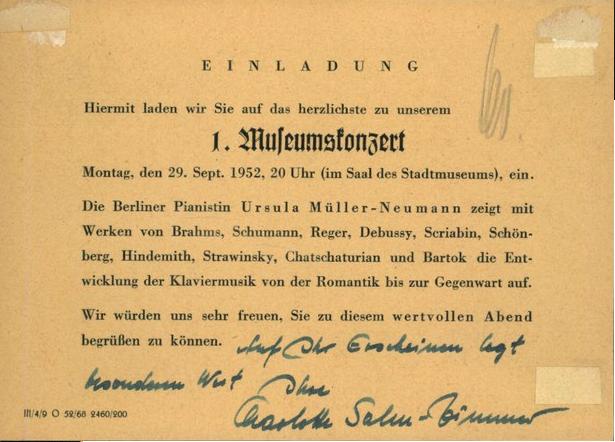 EINLADUNG
Hiermit laden wir Sie auf das herzlichste zu unserem
1. Museumskonzert
Montag, den 29. Sept. 1952, 20 Uhr (im Saal des Stadtmuseums), ein.
Die Berliner Pianistin Ursula Müller-Neumann zeigt mit
Werken von Brahms, Schumann, Reger, Debussy, Scriabin, Schön-
berg, Hindemith, Strawinsky, Chatschaturian und Bartok die Ent-
wicklung der Klaviermusik von der Romantik bis zur Gegenwart auf.
Wir würden uns sehr freuen, Sie zu diesem wertvollen Abend
begrüßen zu können. Auf Ihr Erscheinen legt
besonderen Wert Ihre
Charlotte
III/4/9 O 52/68 2460/200